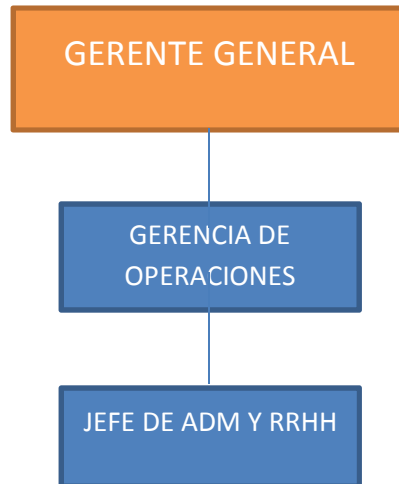 GERENTE GENERAL
GERENCIA DE
OPERACIONES
JEFE DE ADM Y RRHH